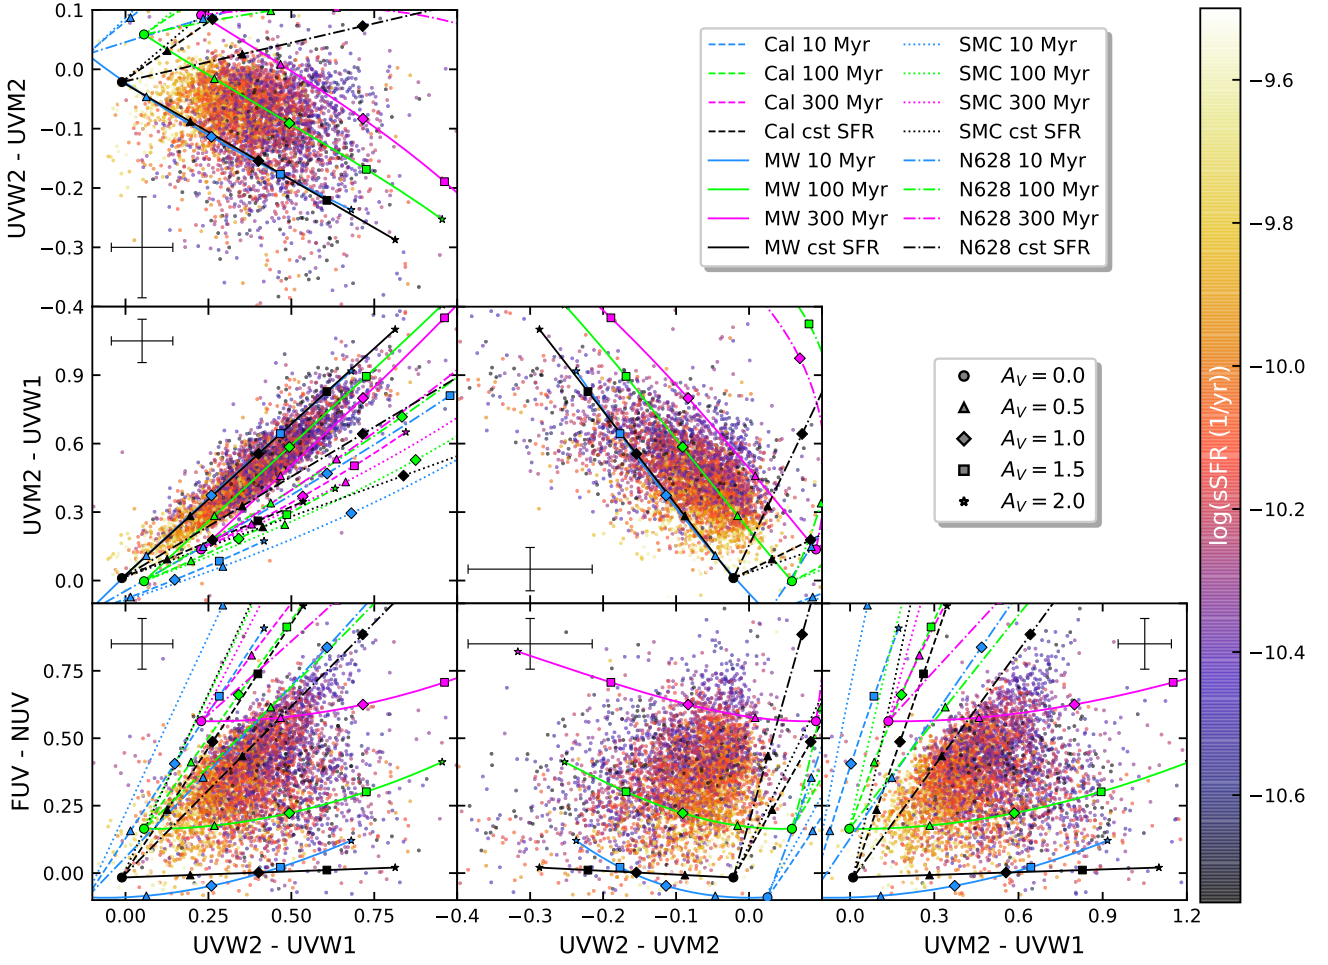 0.1
0.0
−0.1
−0.2
−0.3
−0.4
UVW2 - UVM2
Cal 10 Myr
Cal 100 Myr
Cal 300 Myr
Cal cst SFR
MW 10 Myr
MW 100 Myr
MW 300 Myr
MW cst SFR
SMC 10 Myr
SMC 100 Myr
SMC 300 Myr
SMC cst SFR
N628 10 Myr
N628 100 Myr
N628 300 Myr
N628 cst SFR
0.9
0.6
0.3
0.0
UVM2 - UVW1
A_V = 0.0
A_V = 0.5
A_V = 1.0
A_V = 1.5
A_V = 2.0
0.75
0.50
0.25
0.00
FUV - NUV
0.00 0.25 0.50 0.75
UVW2 - UVW1
−0.4 −0.3 −0.2 −0.1 0.0
UVW2 - UVM2
0.0 0.3 0.6 0.9 1.2
UVM2 - UVW1
−9.6
−9.8
−10.0
−10.2
−10.4
−10.6
log(sSFR (1/yr))